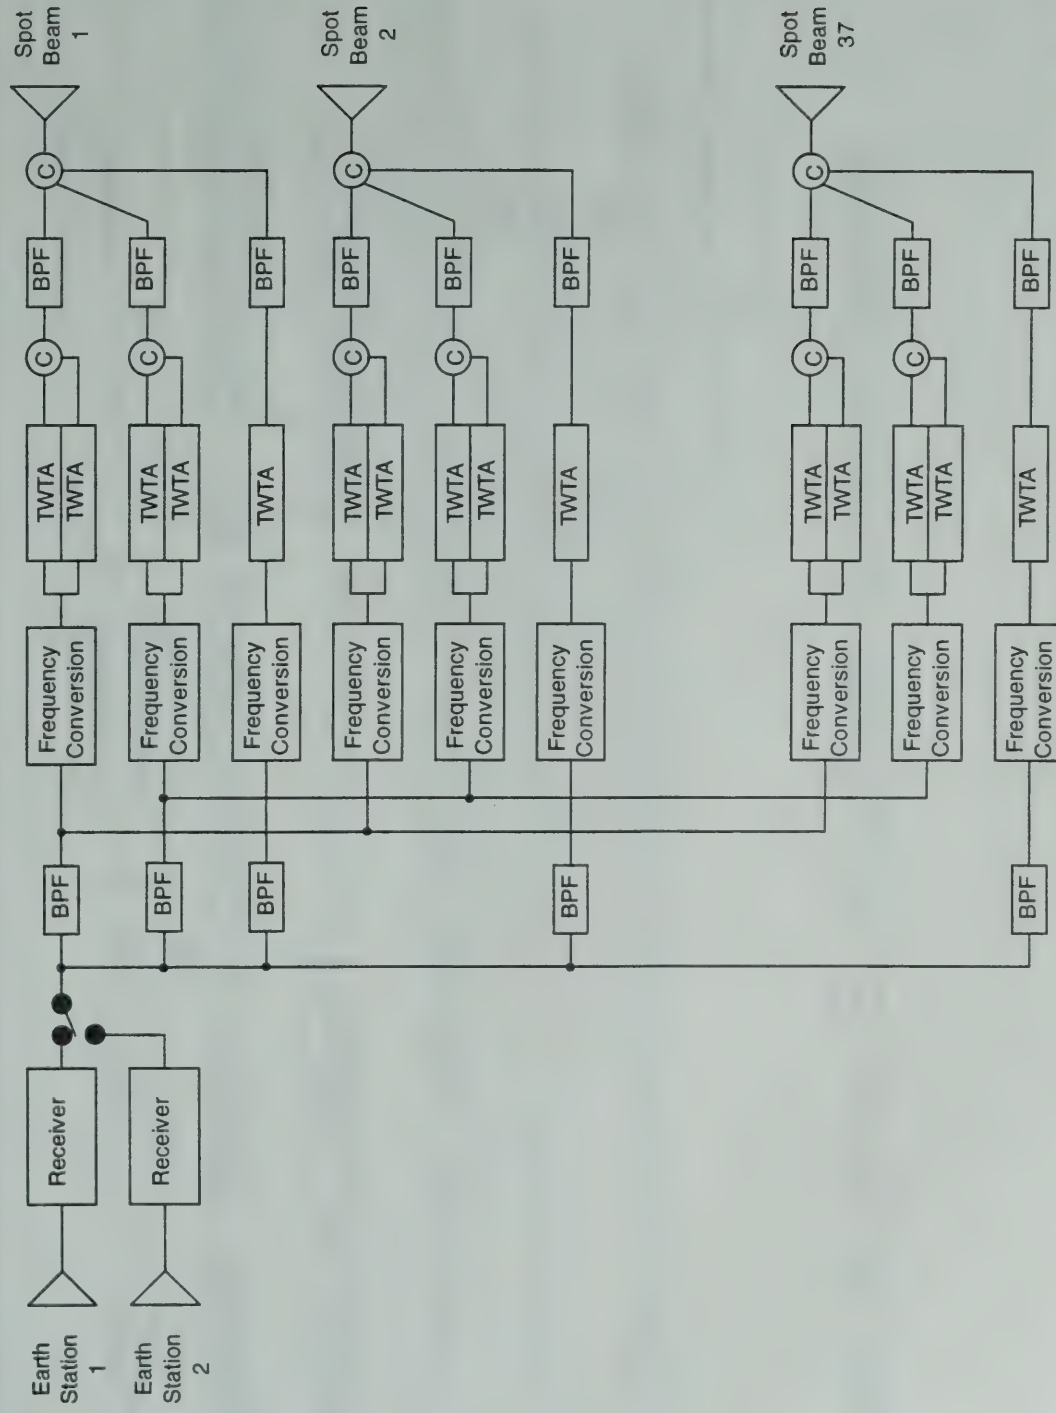 Earth
Station
1
Receiver
BPF
Frequency
Conversion
TWTA
TWTA
C
BPF
C
Spot
Beam
1
Earth
Station
2
Receiver
BPF
Frequency
Conversion
TWTA
TWTA
C
BPF
BPF
Frequency
Conversion
TWTA
BPF
Frequency
Conversion
TWTA
TWTA
C
BPF
C
Spot
Beam
2
Frequency
Conversion
TWTA
TWTA
C
BPF
BPF
Frequency
Conversion
TWTA
BPF
Frequency
Conversion
TWTA
TWTA
C
BPF
C
Spot
Beam
37
Frequency
Conversion
TWTA
TWTA
C
BPF
BPF
Frequency
Conversion
TWTA
BPF